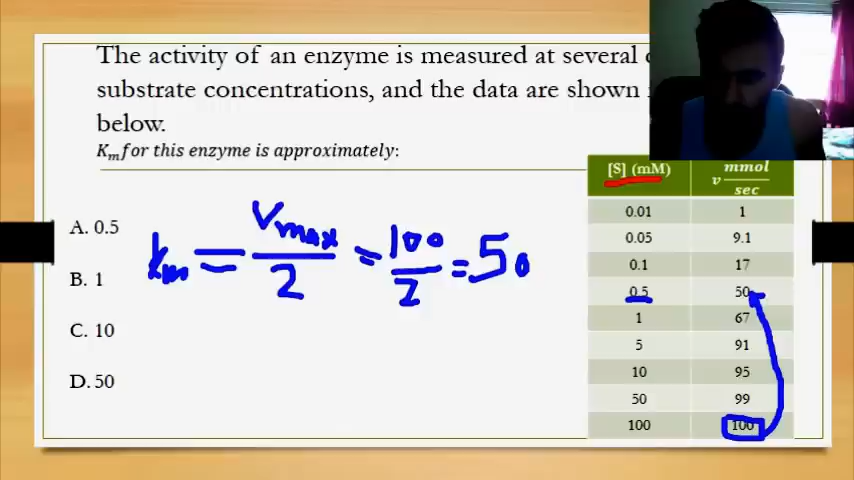 The activity of an enzyme is measured at several
substrate concentrations, and the data are shown
below.
K_m for this enzyme is approximately:
A. 0.5
B. 1
C. 10
D. 50
Km = Vmax / 2 = 100 / 2 = 50
[S] (mM) v mmol/sec
0.01 1
0.05 9.1
0.1 17
0.5 50
1 67
5 91
10 95
50 99
100 100